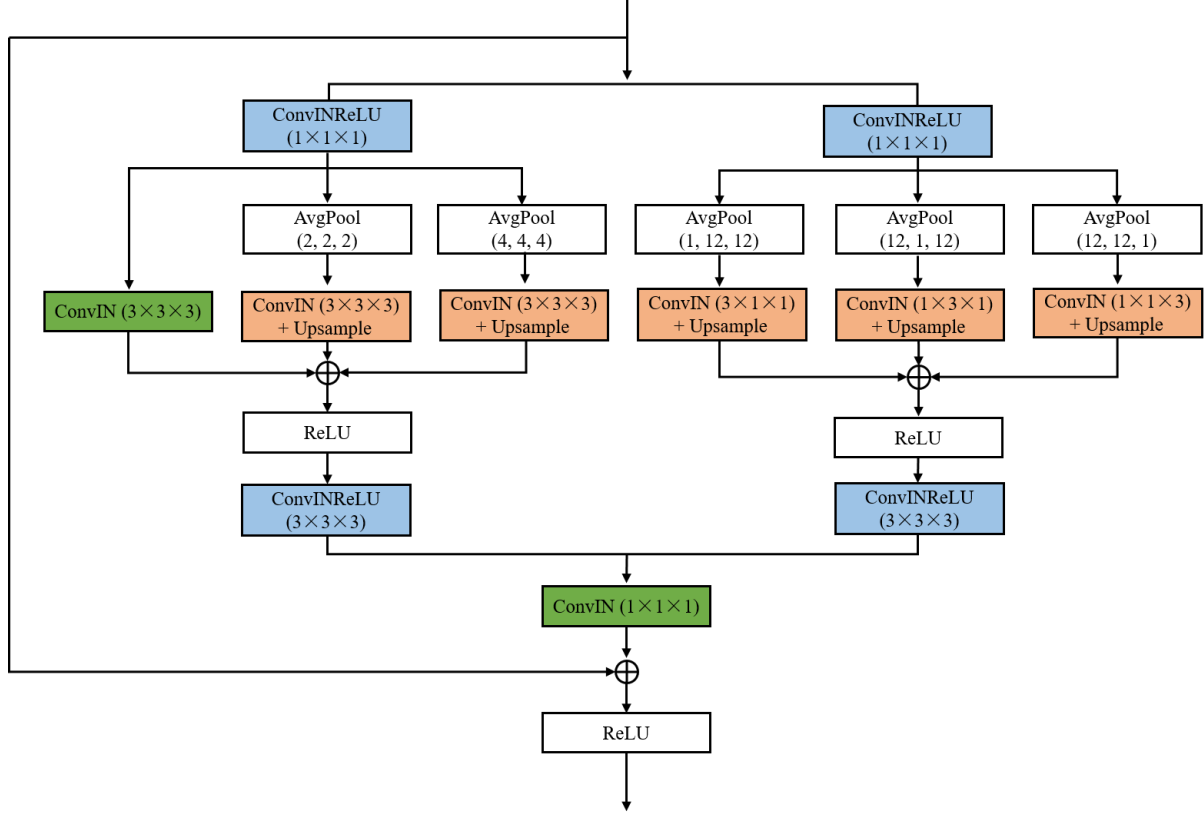 ConvINReLU
(1×1×1)
ConvINReLU
(1×1×1)
AvgPool
(2, 2, 2)
AvgPool
(4, 4, 4)
AvgPool
(1, 12, 12)
AvgPool
(12, 1, 12)
AvgPool
(12, 12, 1)
ConvIN (3×3×3)
ConvIN (3×3×3)
+ Upsample
ConvIN (3×3×3)
+ Upsample
ConvIN (3×1×1)
+ Upsample
ConvIN (1×3×1)
+ Upsample
ConvIN (1×1×3)
+ Upsample
ReLU
ReLU
ConvINReLU
(3×3×3)
ConvINReLU
(3×3×3)
ConvIN (1×1×1)
ReLU